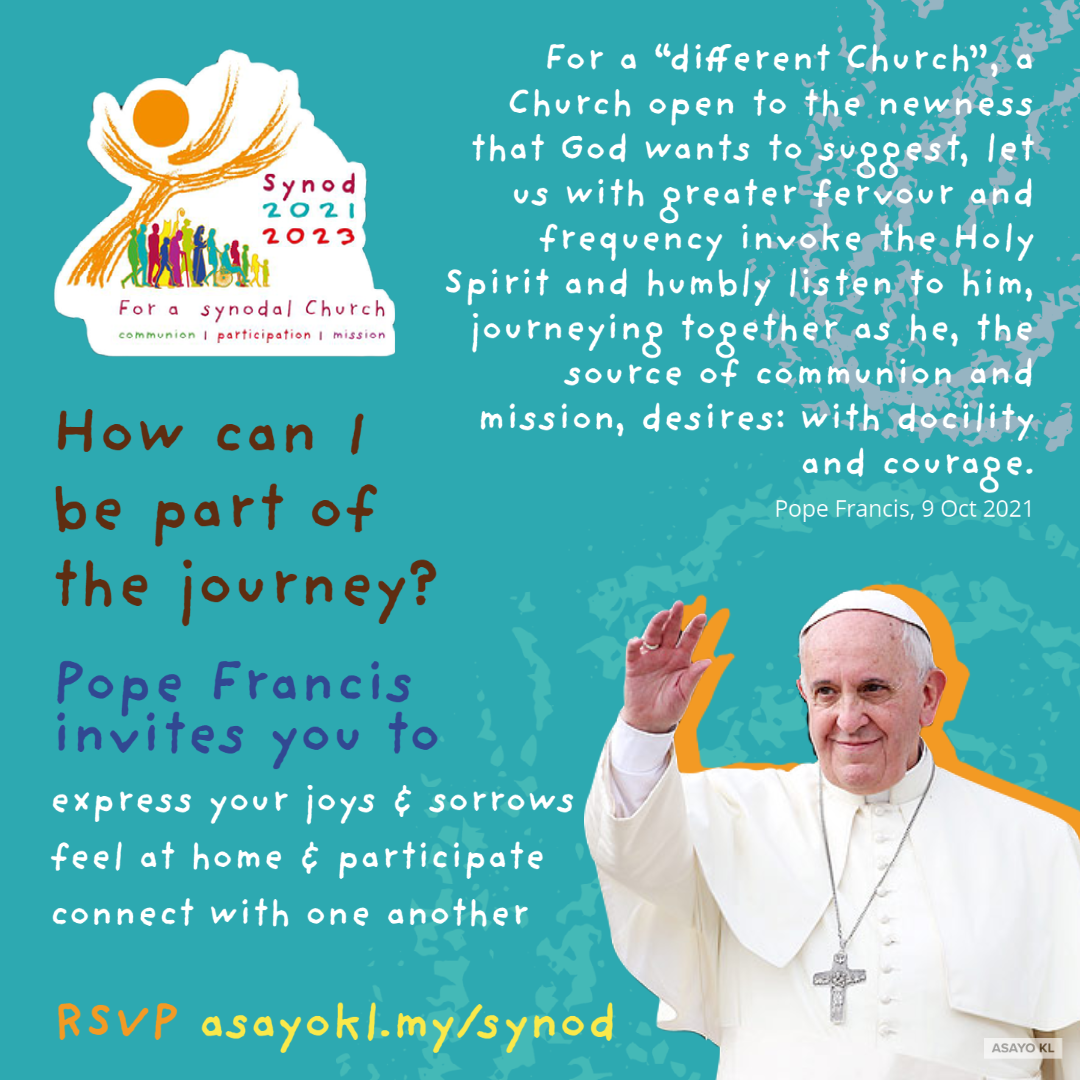 Synod
2021
2023
For a synodal Church
communion | participation | mission
For a “different Church”, a
Church open to the newness
that God wants to suggest, let
us with greater fervour and
frequency invoke the Holy
Spirit and humbly listen to him,
journeying together as he, the
source of communion and
mission, desires: with docility
and courage.
Pope Francis, 9 Oct 2021
How can I
be part of
the journey?
Pope Francis
invites you to
express your joys & sorrows
feel at home & participate
connect with one another
RSVP asayokl.my/synod
ASAYO KL